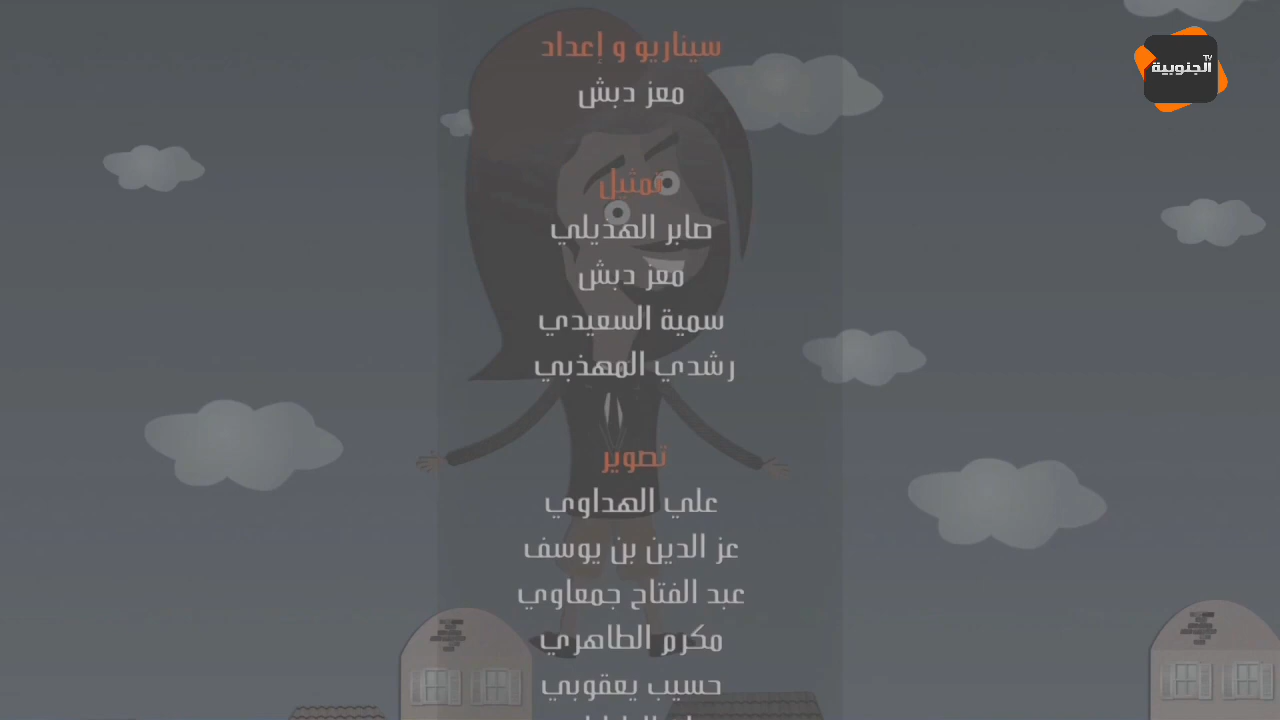 سيناريو و إعداد
معز دبش
تمثيل
صابر الهذيلي
معز دبش
سمية السعيدي
رشدي المهذبي
تصوير
علي الهداوي
عز الدين بن يوسف
عبد الفتاح جمعاوي
مكرم الطاهري
حسيب يعقوبي
الجنوبية TV